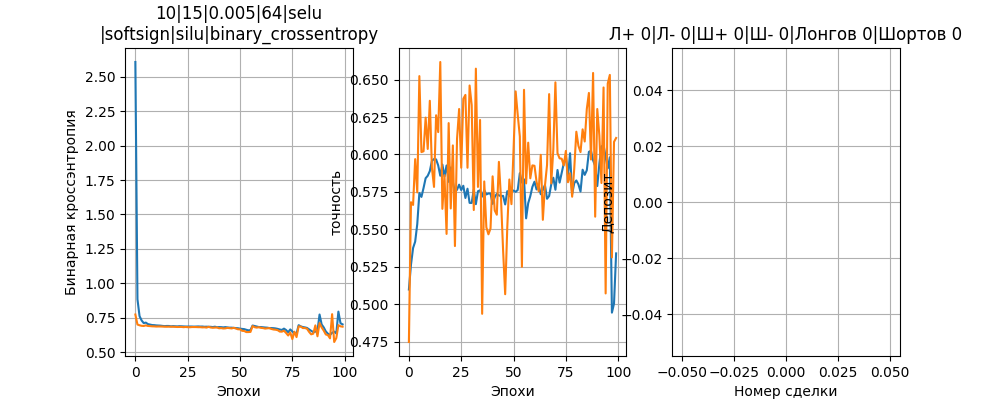 10|15|0.005|64|selu
|softsign|silu|binary_crossentropy
Бинарная кроссэнтропия
2.50
2.25
2.00
1.75
1.50
1.25
1.00
0.75
0.50
0 25 50 75 100
Эпохи
точность
0.650
0.625
0.600
0.575
0.550
0.525
0.500
0.475
0 25 50 75 100
Эпохи
Л+ 0|Л- 0|Ш+ 0|Ш- 0|Лонгов 0|Шортов 0
Депозит
0.04
0.02
0.00
−0.02
−0.04
−0.050 −0.025 0.000 0.025 0.050
Номер сделки